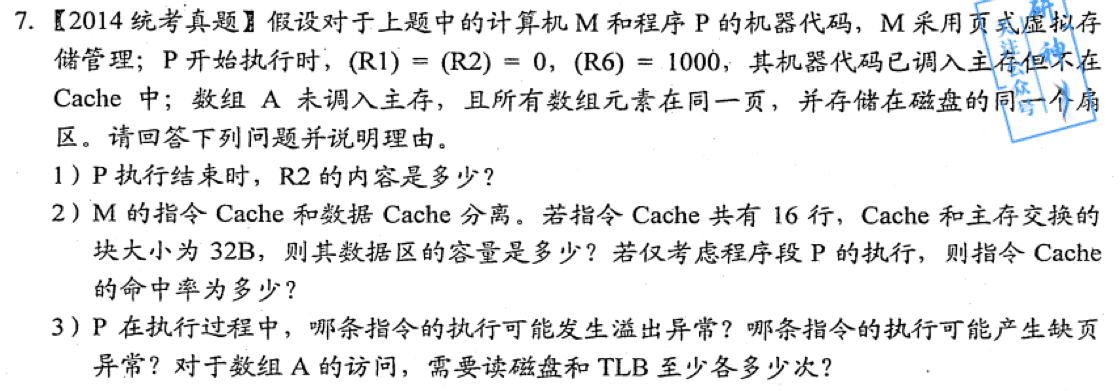 7.【2014 统考真题】假设对于上题中的计算机 M 和程序 P 的机器代码，M 采用页式虚拟存
储管理；P 开始执行时，(R1) = (R2) = 0，(R6) = 1000，其机器代码已调入主存但不在
Cache 中；数组 A 未调入主存，且所有数组元素在同一页，并存储在磁盘的同一个扇
区。请回答下列问题并说明理由。
1）P 执行结束时，R2 的内容是多少？
2）M 的指令 Cache 和数据 Cache 分离。若指令 Cache 共有 16 行，Cache 和主存交换的
块大小为 32B，则其数据区的容量是多少？若仅考虑程序段 P 的执行，则指令 Cache
的命中率为多少？
3）P 在执行过程中，哪条指令的执行可能发生溢出异常？哪条指令的执行可能产生缺页
异常？对于数组 A 的访问，需要读磁盘和 TLB 至少各多少次？